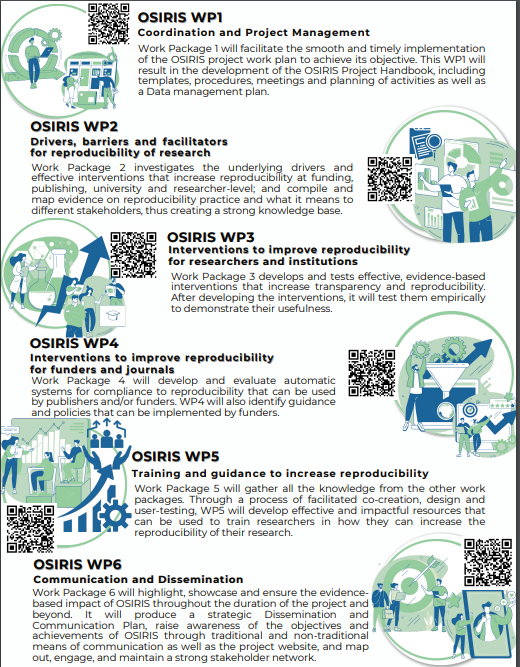 OSIRIS WP1
Coordination and Project Management
Work Package 1 will facilitate the smooth and timely implementation
of the OSIRIS project work plan to achieve its objective. This WP1 will
result in the development of the OSIRIS Project Handbook, including
templates, procedures, meetings and planning of activities as well as
a Data management plan.
OSIRIS WP2
Drivers, barriers and facilitators
for reproducibility of research
Work Package 2 investigates the underlying drivers and
effective interventions that increase reproducibility at funding,
publishing, university and researcher-level; and compile and
map evidence on reproducibility practice and what it means to
different stakeholders, thus creating a strong knowledge base.
OSIRIS WP3
Interventions to improve reproducibility
for researchers and institutions
Work Package 3 develops and tests effective, evidence-based
interventions that increase transparency and reproducibility.
After developing the interventions, it will test them empirically
to demonstrate their usefulness.
OSIRIS WP4
Interventions to improve reproducibility
for funders and journals
Work Package 4 will develop and evaluate automatic
systems for compliance to reproducibility that can be used
by publishers and/or funders. WP4 will also identify guidance
and policies that can be implemented by funders.
OSIRIS WP5
Training and guidance to increase reproducibility
Work Package 5 will gather all the knowledge from the other work
packages. Through a process of facilitated co-creation, design and
user-testing, WP5 will develop effective and impactful resources that
can be used to train researchers in how they can increase the
reproducibility of their research.
OSIRIS WP6
Communication and Dissemination
Work Package 6 will highlight, showcase and ensure the evidence-
based impact of OSIRIS throughout the duration of the project and
beyond. It will produce a strategic Dissemination and
Communication Plan, raise awareness of the objectives and
achievements of OSIRIS through traditional and non-traditional
means of communication as well as the project website, and map
out, engage, and maintain a strong stakeholder network.